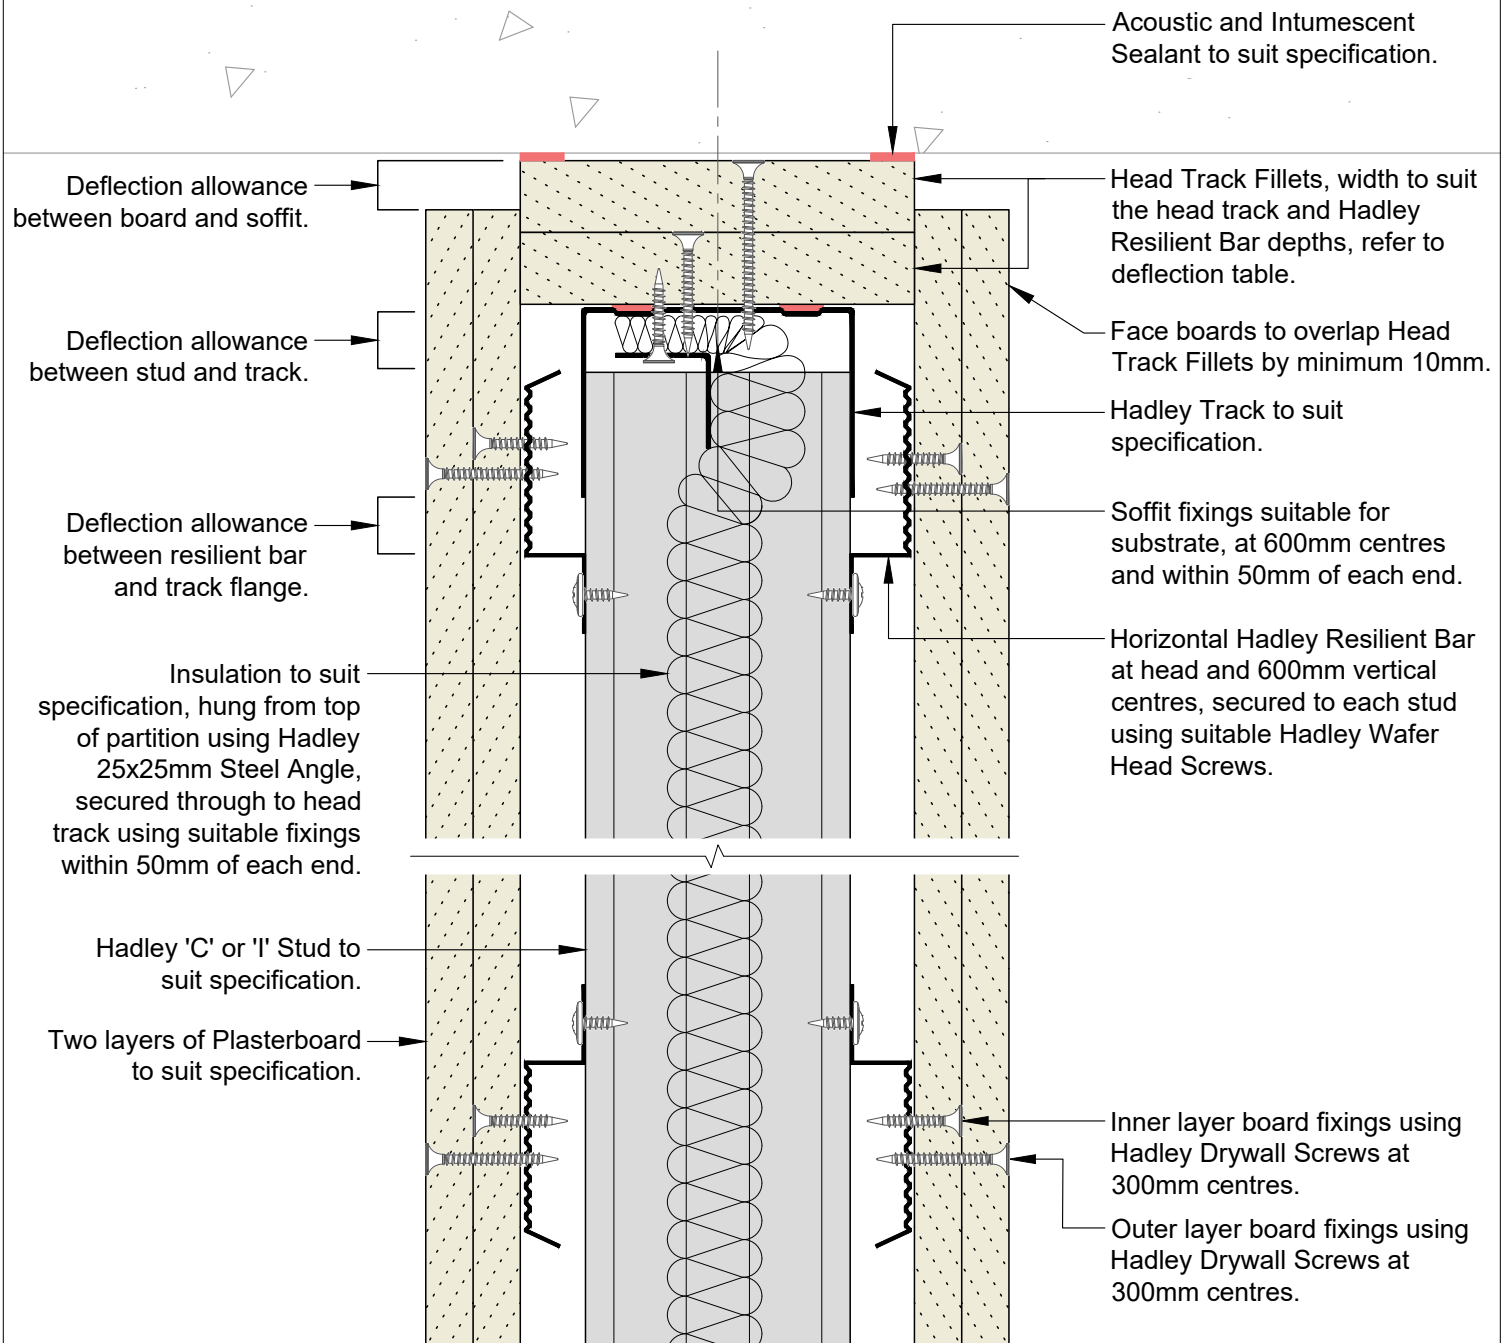 Acoustic and Intumescent
Sealant to suit specification.
Deflection allowance
between board and soffit.
Head Track Fillets, width to suit
the head track and Hadley
Resilient Bar depths, refer to
deflection table.
Deflection allowance
between stud and track.
Face boards to overlap Head
Track Fillets by minimum 10mm.
Hadley Track to suit
specification.
Deflection allowance
between resilient bar
and track flange.
Soffit fixings suitable for
substrate, at 600mm centres
and within 50mm of each end.
Insulation to suit
specification, hung from top
of partition using Hadley
25x25mm Steel Angle,
secured through to head
track using suitable fixings
within 50mm of each end.
Horizontal Hadley Resilient Bar
at head and 600mm vertical
centres, secured to each stud
using suitable Hadley Wafer
Head Screws.
Hadley 'C' or 'I' Stud to
suit specification.
Two layers of Plasterboard
to suit specification.
Inner layer board fixings using
Hadley Drywall Screws at
300mm centres.
Outer layer board fixings using
Hadley Drywall Screws at
300mm centres.